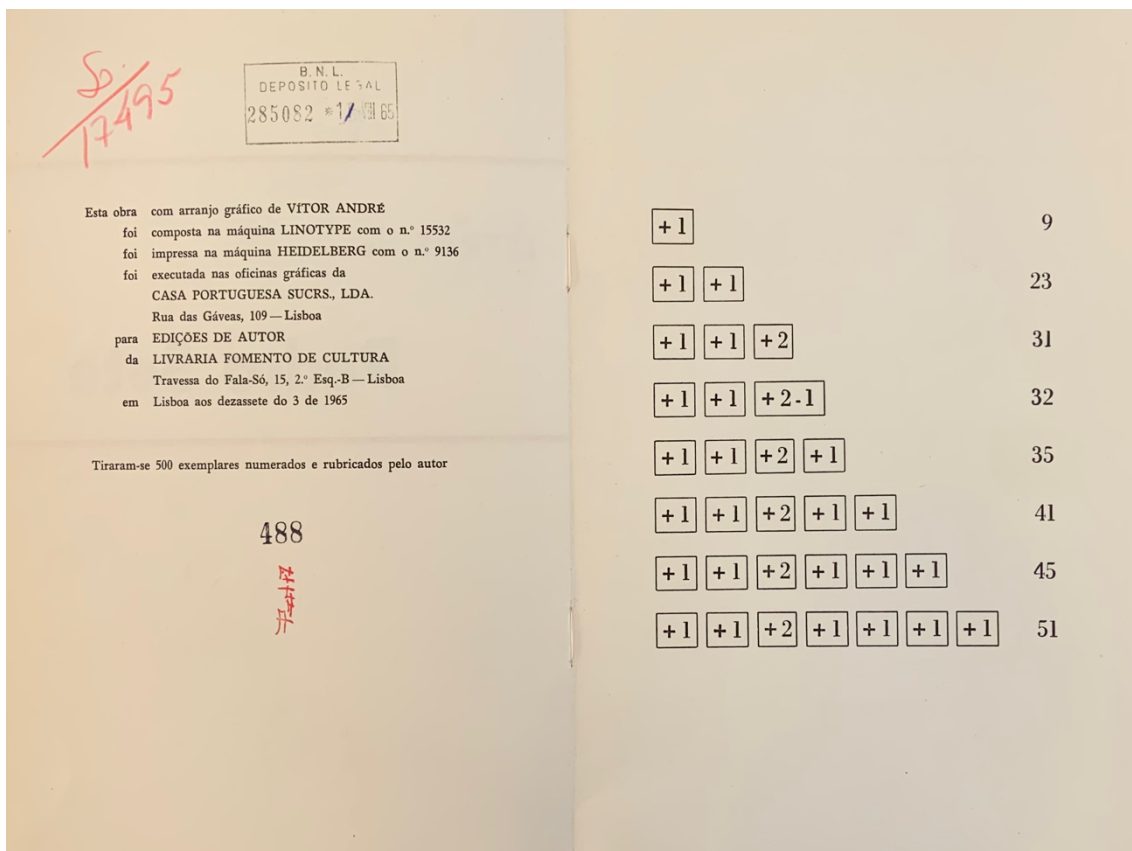 So.
17495
B. N. L.
DEPOSITO LEGAL
285082
Esta obra com arranjo gráfico de VÍTOR ANDRÉ
foi composta na máquina LINOTYPE com o n.º 15532
foi impressa na máquina HEIDELBERG com o n.º 9136
foi executada nas oficinas gráficas da
CASA PORTUGUESA SUCRS., LDA.
Rua das Gáveas, 109 — Lisboa
para EDIÇÕES DE AUTOR
da LIVRARIA FOMENTO DE CULTURA
Travessa do Fala-Só, 15, 2.º Esq.-B — Lisboa
em Lisboa aos dezassete do 3 de 1965
Tiraram-se 500 exemplares numerados e rubricados pelo autor
488
+1 9
+1 +1 23
+1 +1 +2 31
+1 +1 +2-1 32
+1 +1 +2 +1 35
+1 +1 +2 +1 +1 41
+1 +1 +2 +1 +1 +1 45
+1 +1 +2 +1 +1 +1 +1 51